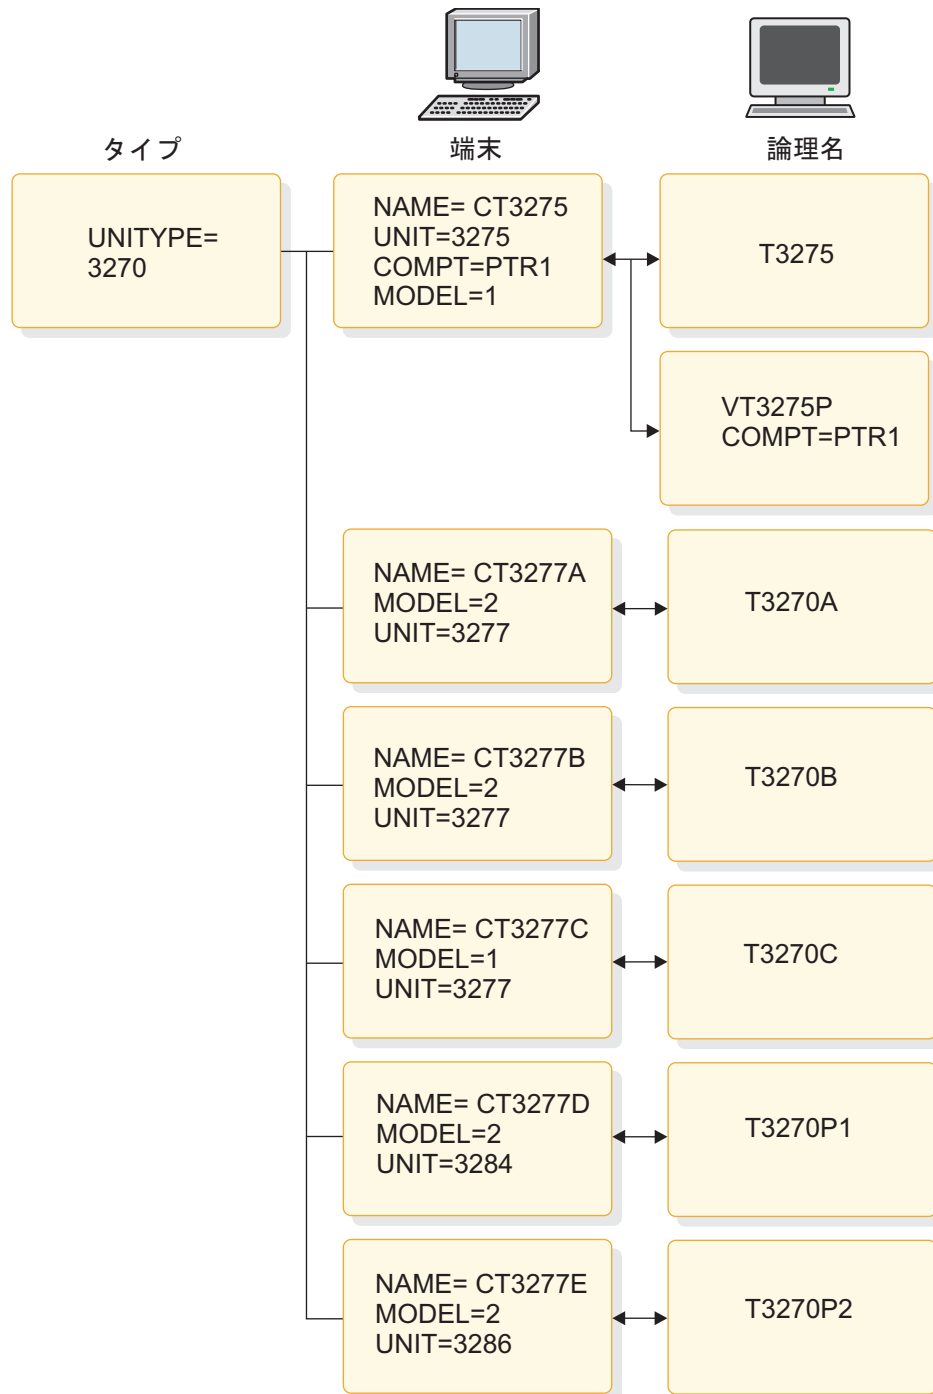 タイプ
端末
論理名
UNITYPE=
3270
NAME= CT3275
UNIT=3275
COMPT=PTR1
MODEL=1
T3275
VT3275P
COMPT=PTR1
NAME= CT3277A
MODEL=2
UNIT=3277
T3270A
NAME= CT3277B
MODEL=2
UNIT=3277
T3270B
NAME= CT3277C
MODEL=1
UNIT=3277
T3270C
NAME= CT3277D
MODEL=2
UNIT=3284
T3270P1
NAME= CT3277E
MODEL=2
UNIT=3286
T3270P2